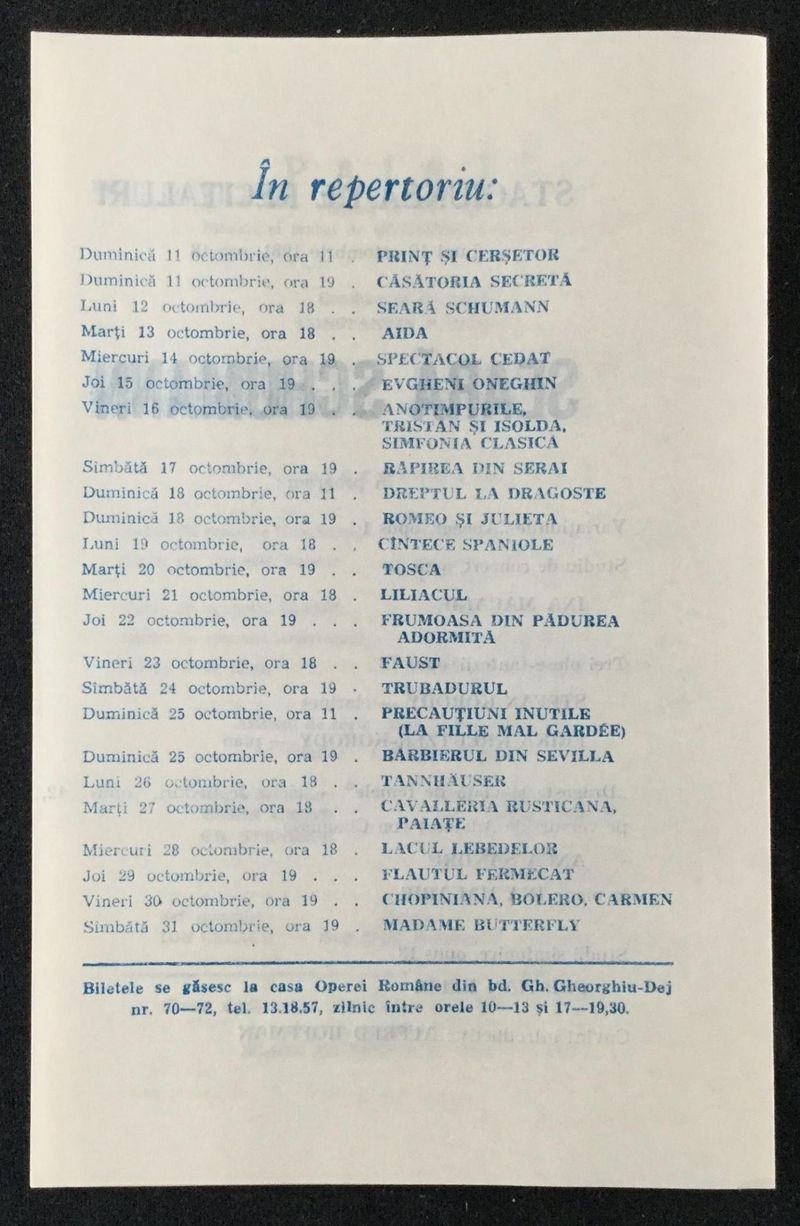 În repertoriu:
Duminică 11 octombrie, ora 11 . PRINȚ ȘI CERȘETOR
Duminică 11 octombrie, ora 19 . CĂSĂTORIA SECRETĂ
Luni 12 octombrie, ora 18 . . SEARĂ SCHUMANN
Marți 13 octombrie, ora 18 . . AIDA
Miercuri 14 octombrie, ora 19 . SPECTACOL CEDAT
Joi 15 octombrie, ora 19 . . . EVGHENI ONEGHIN
Vineri 16 octombrie, ora 19 . . ANOTIMPURILE,
TRISTAN ȘI ISOLDA,
SIMFONIA CLASICĂ
Simbătă 17 octombrie, ora 19 . RĂPIREA DIN SERAI
Duminică 18 octombrie, ora 11 . DREPTUL LA DRAGOSTE
Duminică 18 octombrie, ora 19 . ROMEO ȘI JULIETA
Luni 19 octombrie, ora 18 . . CÎNTECE SPANIOLE
Marți 20 octombrie, ora 19 . . TOSCA
Miercuri 21 octombrie, ora 18 . LILIACUL
Joi 22 octombrie, ora 19 . . . FRUMOASA DIN PĂDUREA
ADORMITĂ
Vineri 23 octombrie, ora 18 . . FAUST
Simbătă 24 octombrie, ora 19 . TRUBADURUL
Duminică 25 octombrie, ora 11 . PRECAUȚIUNI INUTILE
(LA FILLE MAL GARDÉE)
Duminică 25 octombrie, ora 19 . BĂRBIERUL DIN SEVILLA
Luni 26 octombrie, ora 18 . . TANNHÄUSER
Marți 27 octombrie, ora 18 . . CAVALLERIA RUSTICANA,
PAIAȚE
Miercuri 28 octombrie, ora 18 . LACUL LEBEDELOR
Joi 29 octombrie, ora 19 . . . FLAUTUL FERMECAT
Vineri 30 octombrie, ora 19 . . CHOPINIANA, BOLERO, CARMEN
Simbătă 31 octombrie, ora 19 . MADAME BUTTERFLY
Biletele se găsesc la casa Operei Române din bd. Gh. Gheorghiu-Dej
nr. 70—72, tel. 13.18.57, zilnic între orele 10—13 și 17—19,30.